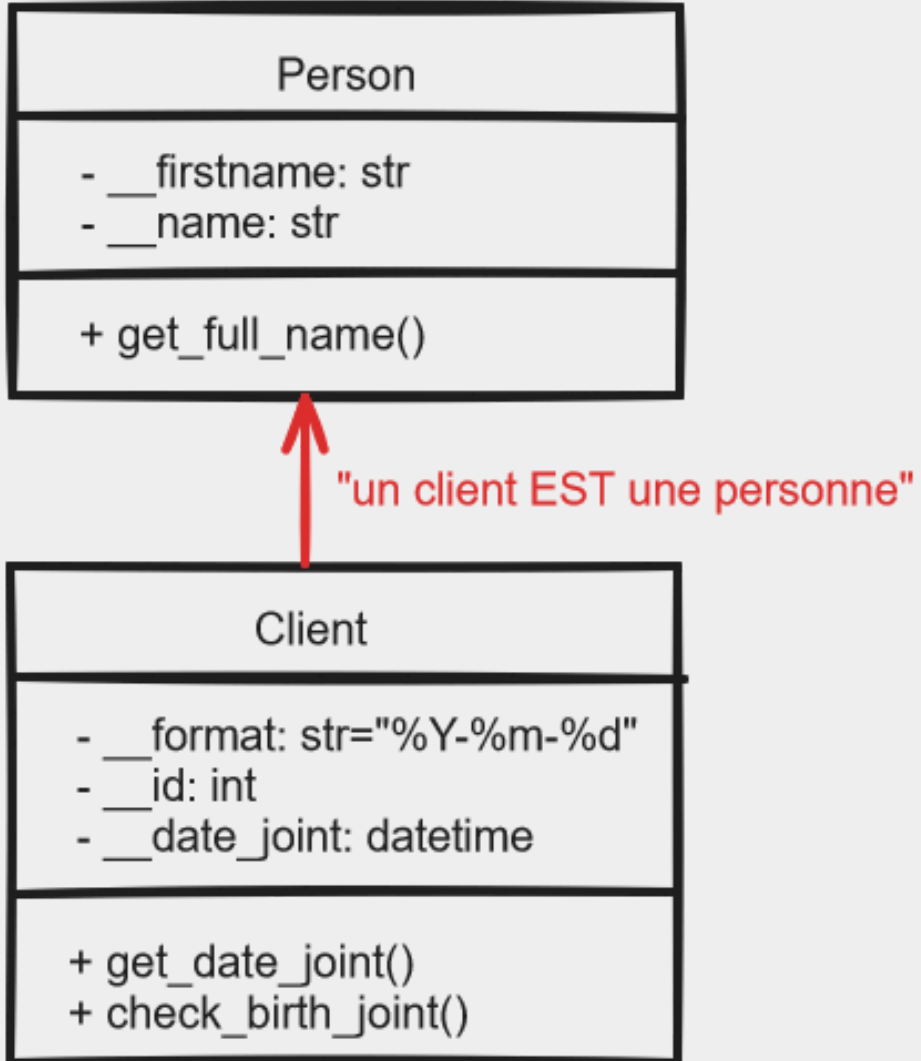 Person
- __firstname: str
- __name: str
+ get_full_name()
"un client EST une personne"
Client
- __format: str="%Y-%m-%d"
- __id: int
- __date_joint: datetime
+ get_date_joint()
+ check_birth_joint()